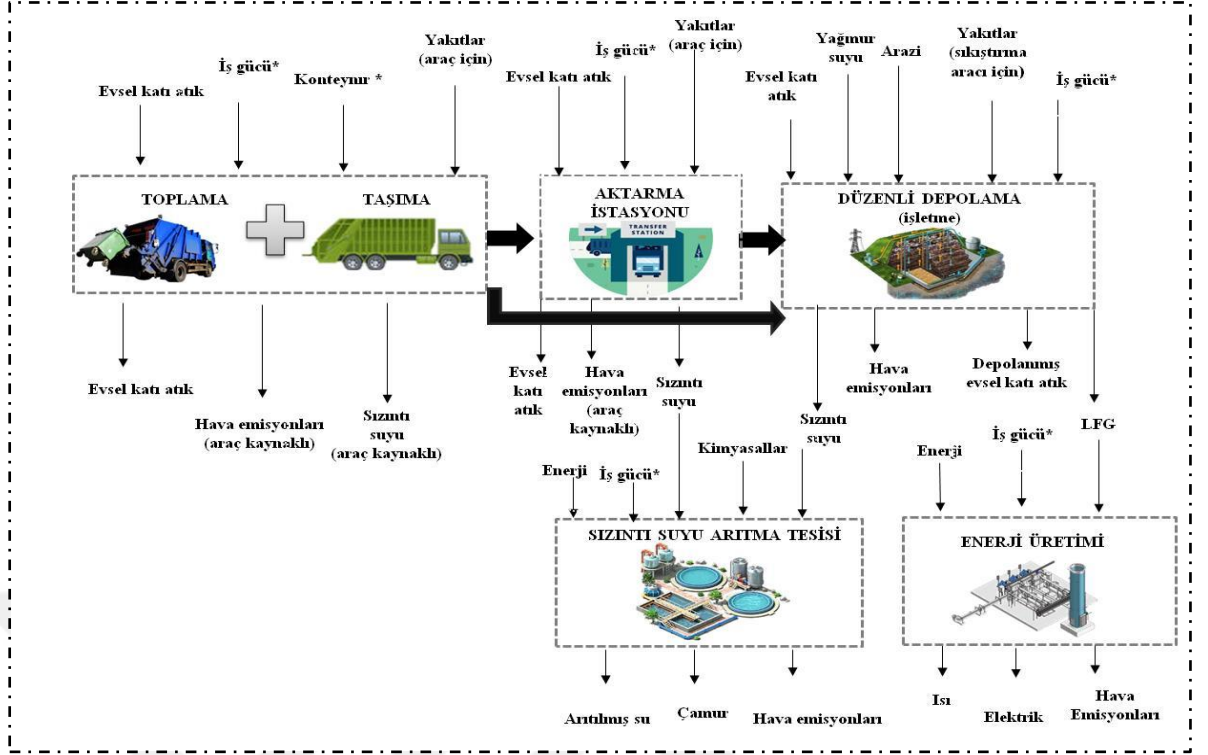 Evsel katı atık
İş gücü*
Konteynır *
Yakıtlar
(araç için)
Evsel katı atık
İş gücü*
Yakıtlar
(araç için)
Evsel katı
atık
Yağmur
suyu
Arazi
Yakıtlar
(sıkıştırma
aracı için)
İş gücü*
TOPLAMA
TAŞIMA
AKTARMA
İSTASYONU
TRANSFER
STATION
DÜZENLİ DEPOLAMA
(işletme)
Evsel katı atık
Hava emisyonları
(araç kaynaklı)
Sızıntı
suyu
(araç kaynaklı)
Evsel
katı
atık
Hava
emisyonları
(araç
kaynaklı)
Sızıntı
suyu
Sızıntı
suyu
Hava
emisyonları
Depolanmış
evsel katı atık
LFG
Enerji
İş gücü*
Kimyasallar
Enerji
İş gücü*
SIZINTI SUYU ARITMA TESİSİ
ENERJİ ÜRETİMİ
Arıtılmış su
Çamur
Hava emisyonları
Isı
Elektrik
Hava
Emisyonları